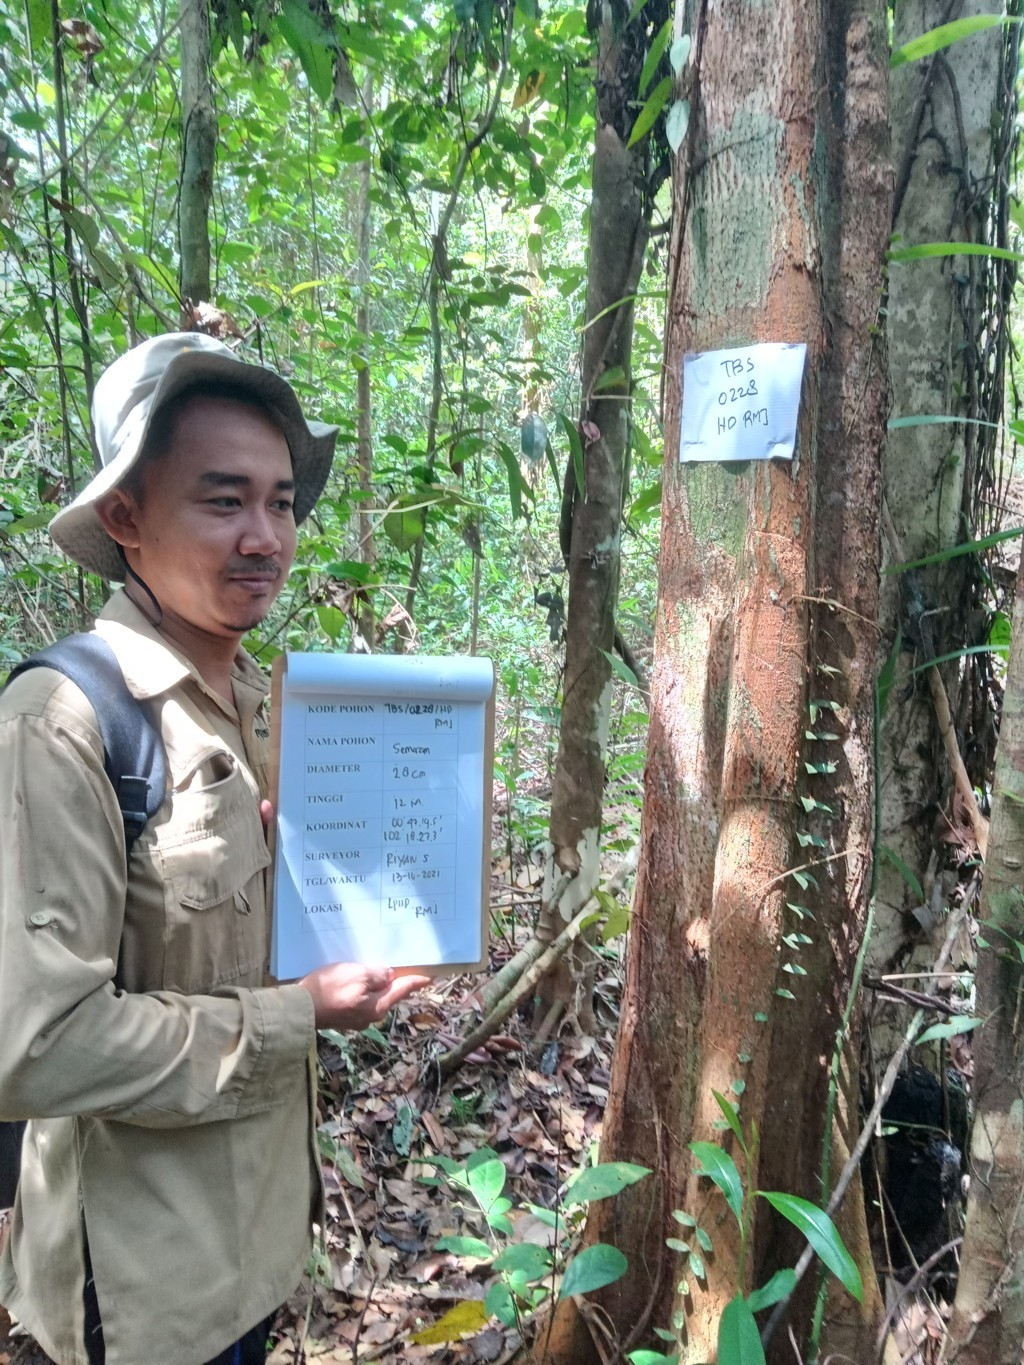 TBS
0228
HD RMJ
KODE POHON TBS/0228/HD
RMJ
NAMA POHON Semaram
DIAMETER 28 cm
TINGGI 12 M
KOORDINAT 00° 47.19.5'
102° 18.27.3'
SURVEYOR RIYAN S
TGL/WAKTU 13-10-2021
LOKASI LPHD
RMJ